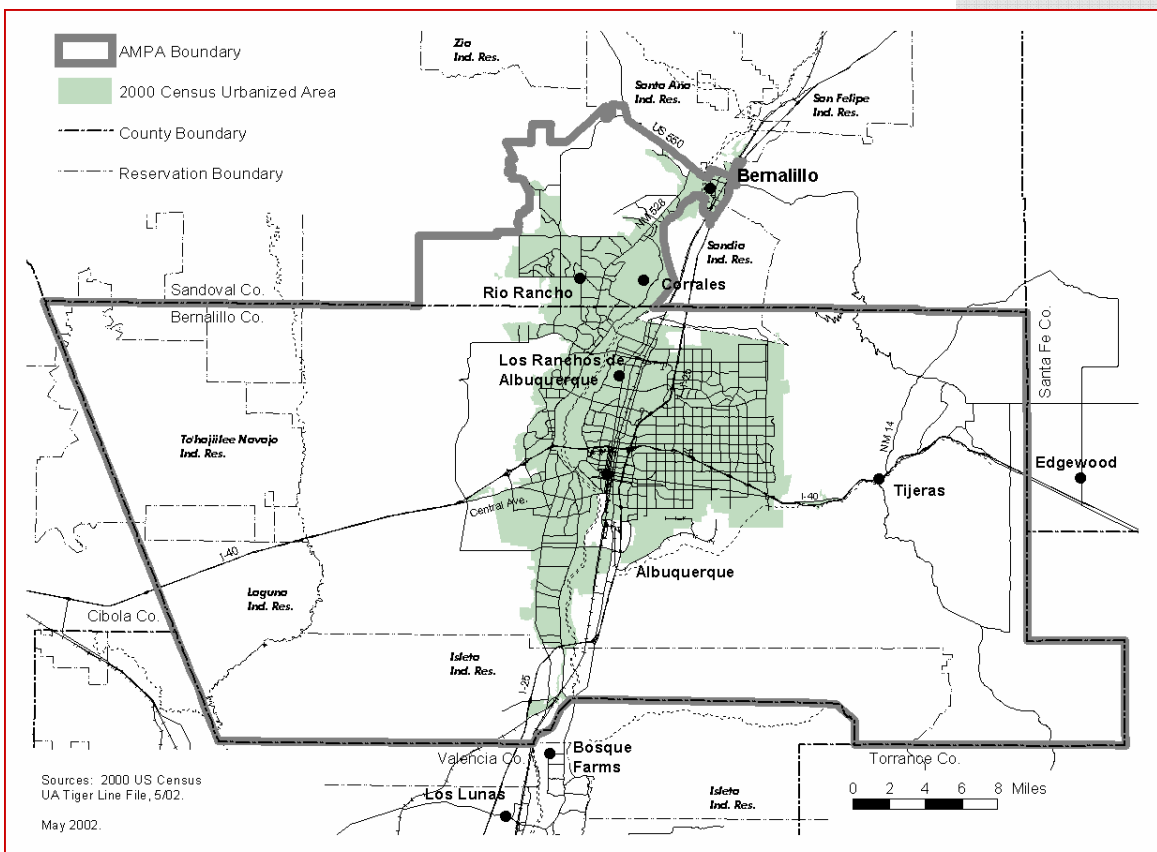 AMPA Boundary
2000 Census Urbanized Area
County Boundary
Reservation Boundary
Zia
Ind. Res.
Santa Ana
Ind. Res.
San Felipe
Ind. Res.
US 550
Bernalillo
NM 528
Sandia
Ind. Res.
Rio Rancho
Corrales
Sandoval Co.
Bernalillo Co.
Santa Fe Co.
Los Ranchos de
Albuquerque
I-25
To'hajiilee Navajo
Ind. Res.
NM 14
Edgewood
Tijeras
I-40
Central Ave.
I-40
Albuquerque
Laguna
Ind. Res.
Cibola Co.
Isleta
Ind. Res.
I-25
Valencia Co.
Torrance Co.
Bosque
Farms
Los Lunas
Isleta
Ind. Res.
0 2 4 6 8 Miles
Sources: 2000 US Census
UA Tiger Line File, 5/02.
May 2002.